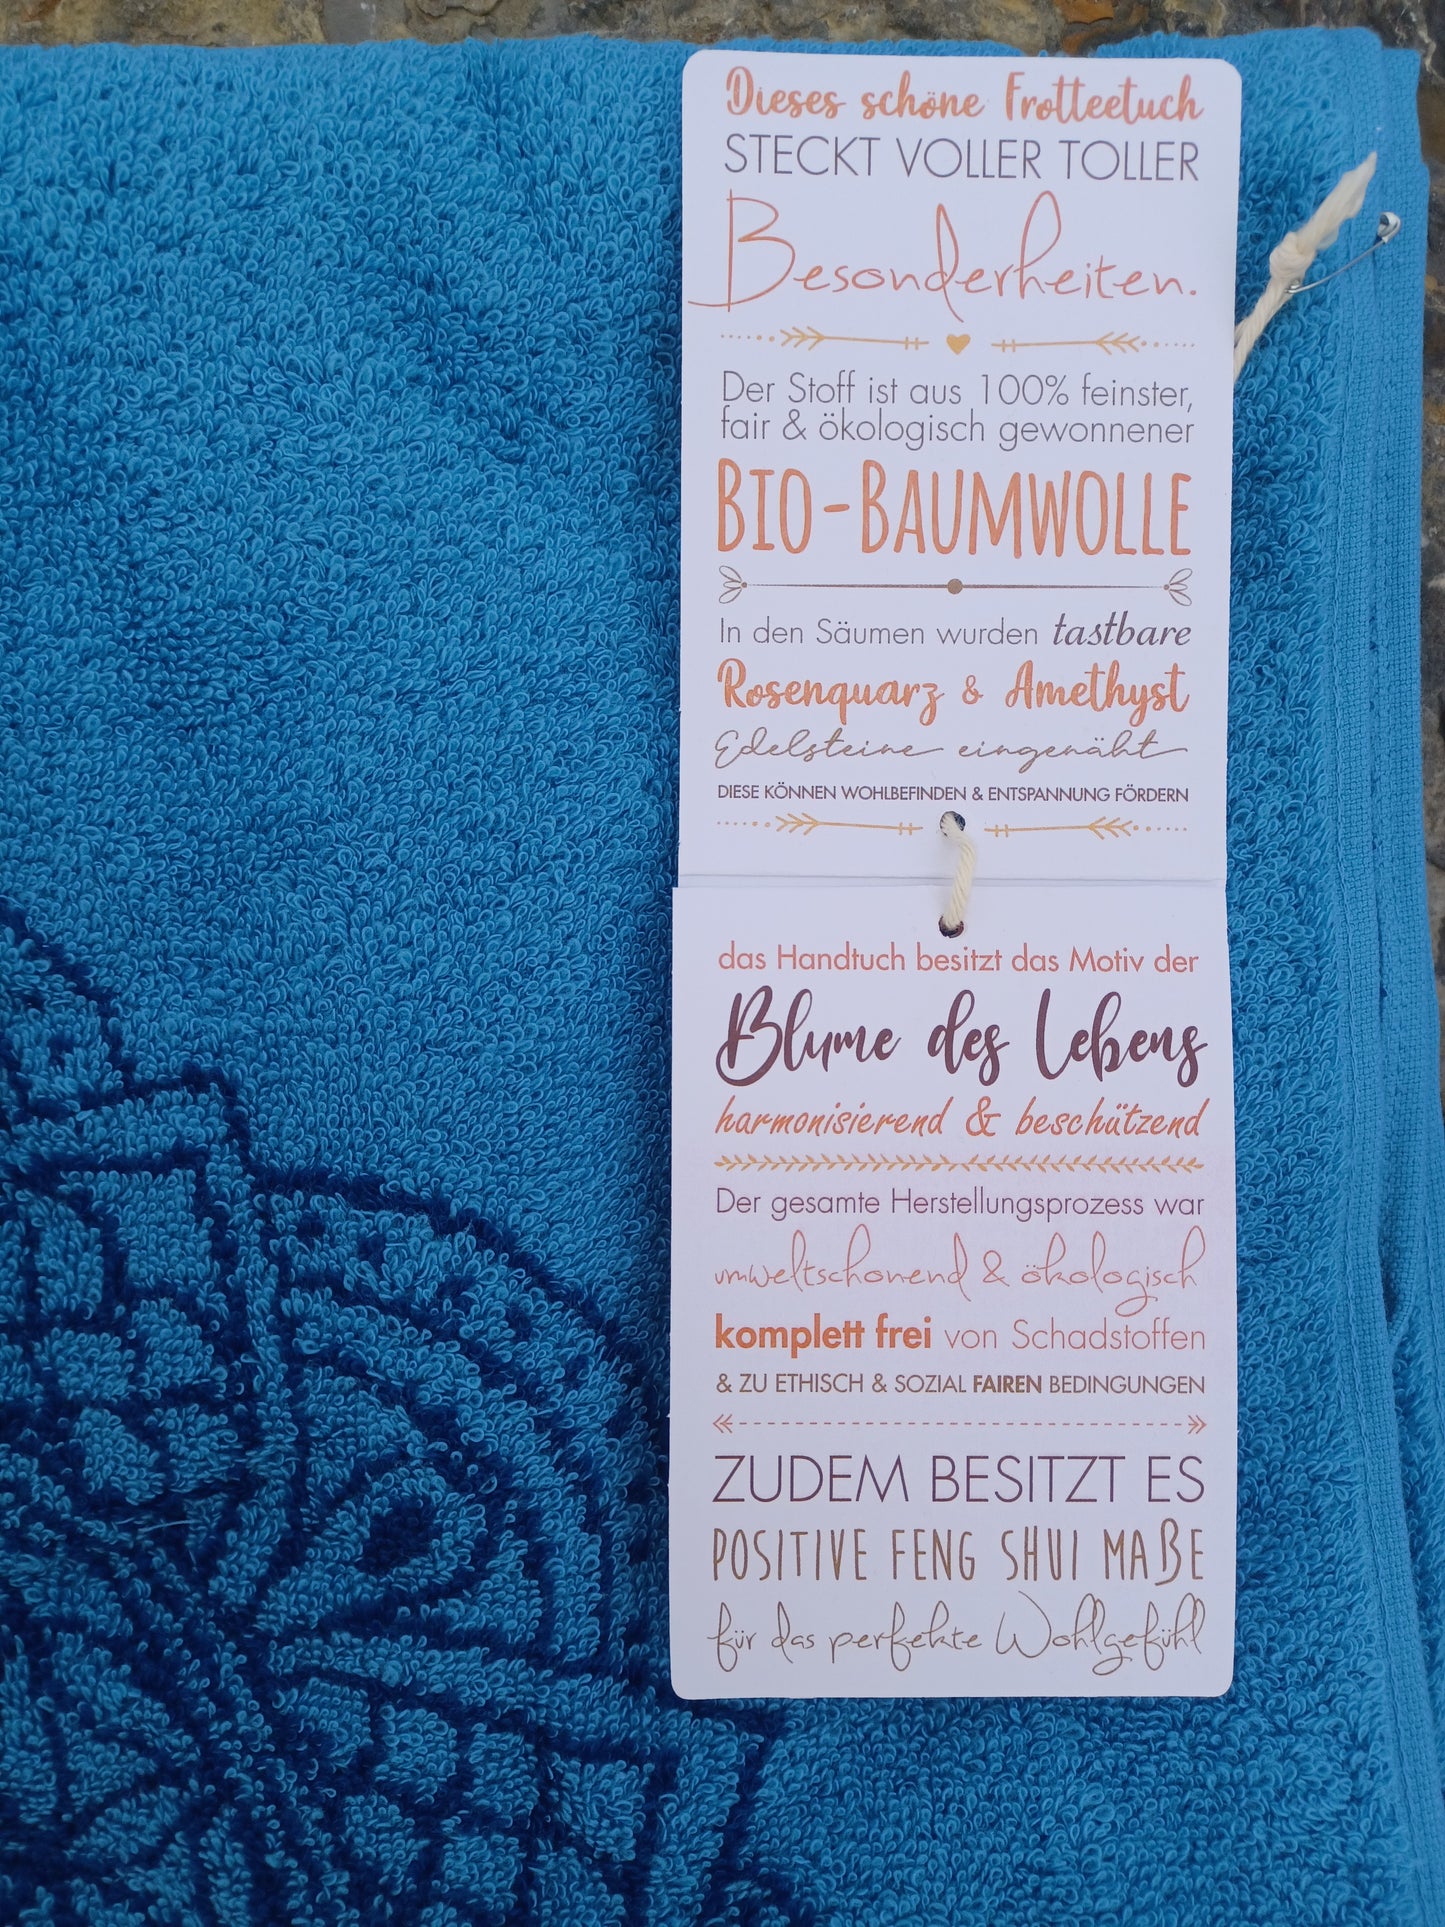 Dieses schöne Frotteetuch
STECKT VOLLER TOLLER
Besonderheiten.
Der Stoff ist aus 100% feinster,
fair & ökologisch gewonnener
BIO-BAUMWOLLE
In den Säumen wurden tastbare
Rosenquarz & Amethyst
Edelsteine eingenäht
DIESE KÖNNEN WOHLBEFINDEN & ENTSPANNUNG FÖRDERN
das Handtuch besitzt das Motiv der
Blume des Lebens
harmonisierend & beschützend
Der gesamte Herstellungsprozess war
umweltschonend & ökologisch
komplett frei von Schadstoffen
& ZU ETHISCH & SOZIAL FAIREN BEDINGUNGEN
ZUDEM BESITZT ES
POSITIVE FENG SHUI MAßE
für das perfekte Wohlgefühl